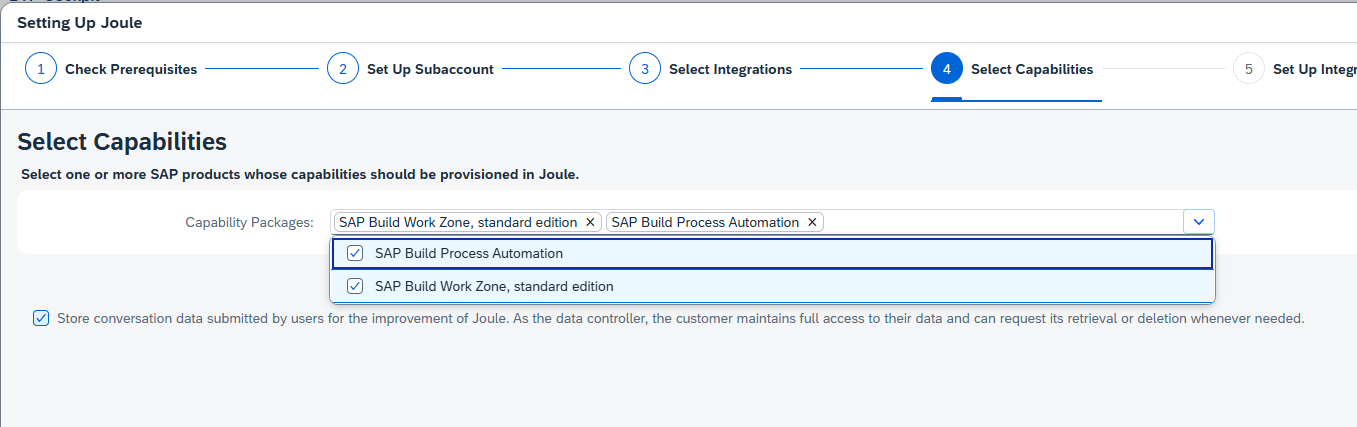 Setting Up Joule
1 Check Prerequisites 2 Set Up Subaccount 3 Select Integrations 4 Select Capabilities 5 Set Up Integr
Select Capabilities
Select one or more SAP products whose capabilities should be provisioned in Joule.
Capability Packages: SAP Build Work Zone, standard edition × SAP Build Process Automation ×
SAP Build Process Automation
SAP Build Work Zone, standard edition
Store conversation data submitted by users for the improvement of Joule. As the data controller, the customer maintains full access to their data and can request its retrieval or deletion whenever needed.